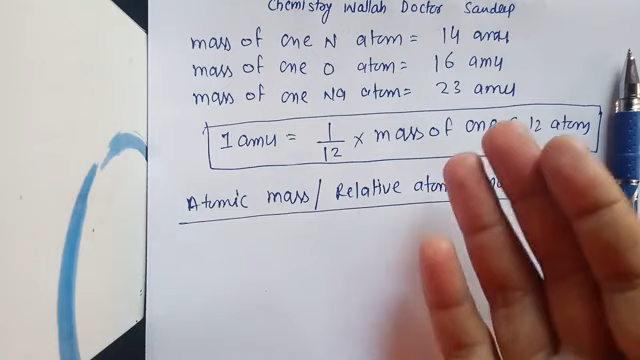 Chemistry Wallah Doctor Sandeep
mass of one N atom = 14 amu
mass of one O atom = 16 amu
mass of one Na atom = 23 amu
1 amu = 1/12 × mass of one 12 atom
Atomic mass / Relative